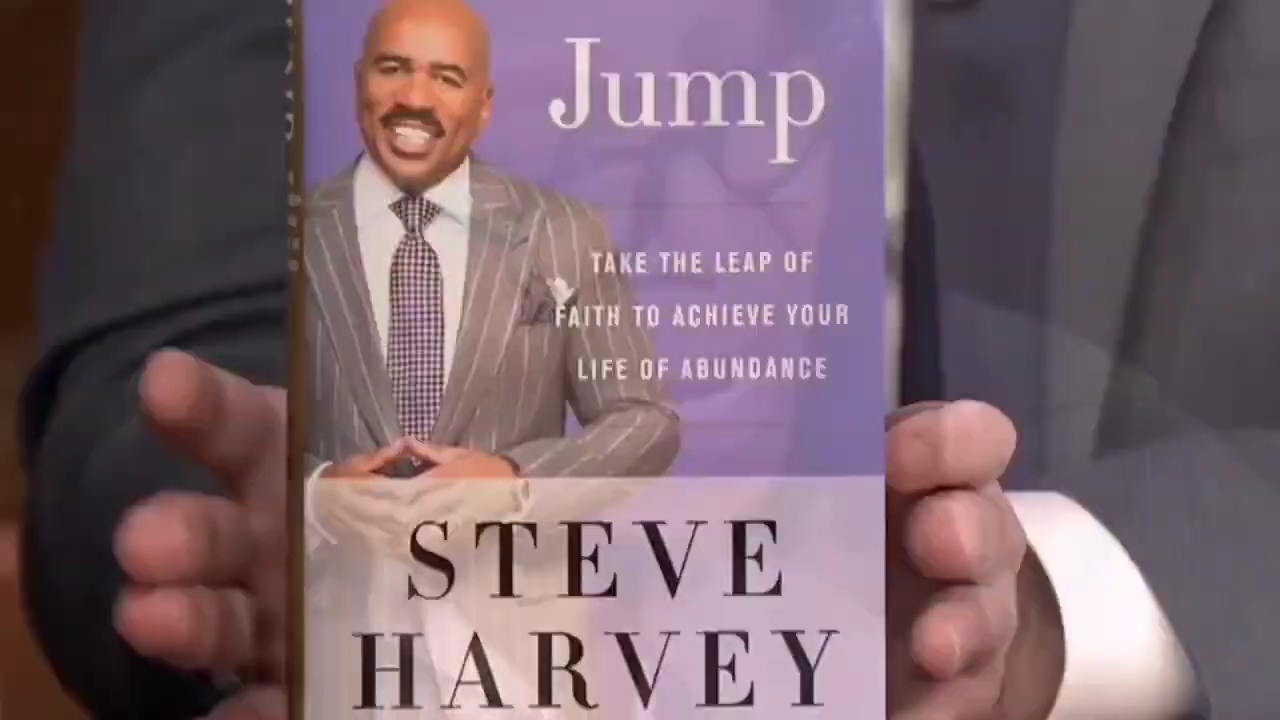 Jump
TAKE THE LEAP OF
FAITH TO ACHIEVE YOUR
LIFE OF ABUNDANCE
STEVE
HARVEY